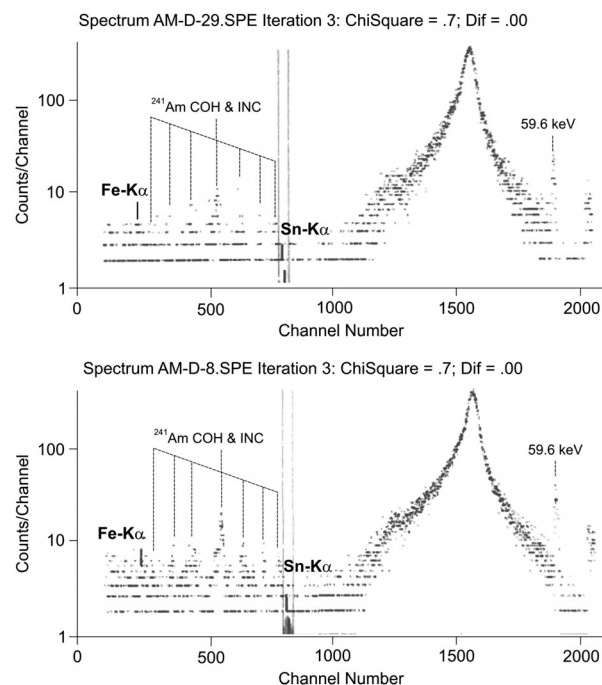 Spectrum AM-D-29.SPE Iteration 3: ChiSquare = .7; Dif = .00
Counts/Channel
100
10
1
²⁴¹Am COH & INC
59.6 keV
Fe-Kα
Sn-Kα
0 500 1000 1500 2000
Channel Number
Spectrum AM-D-8.SPE Iteration 3: ChiSquare = .7; Dif = .00
Counts/Channel
100
10
1
²⁴¹Am COH & INC
59.6 keV
Fe-Kα
Sn-Kα
0 500 1000 1500 2000
Channel Number